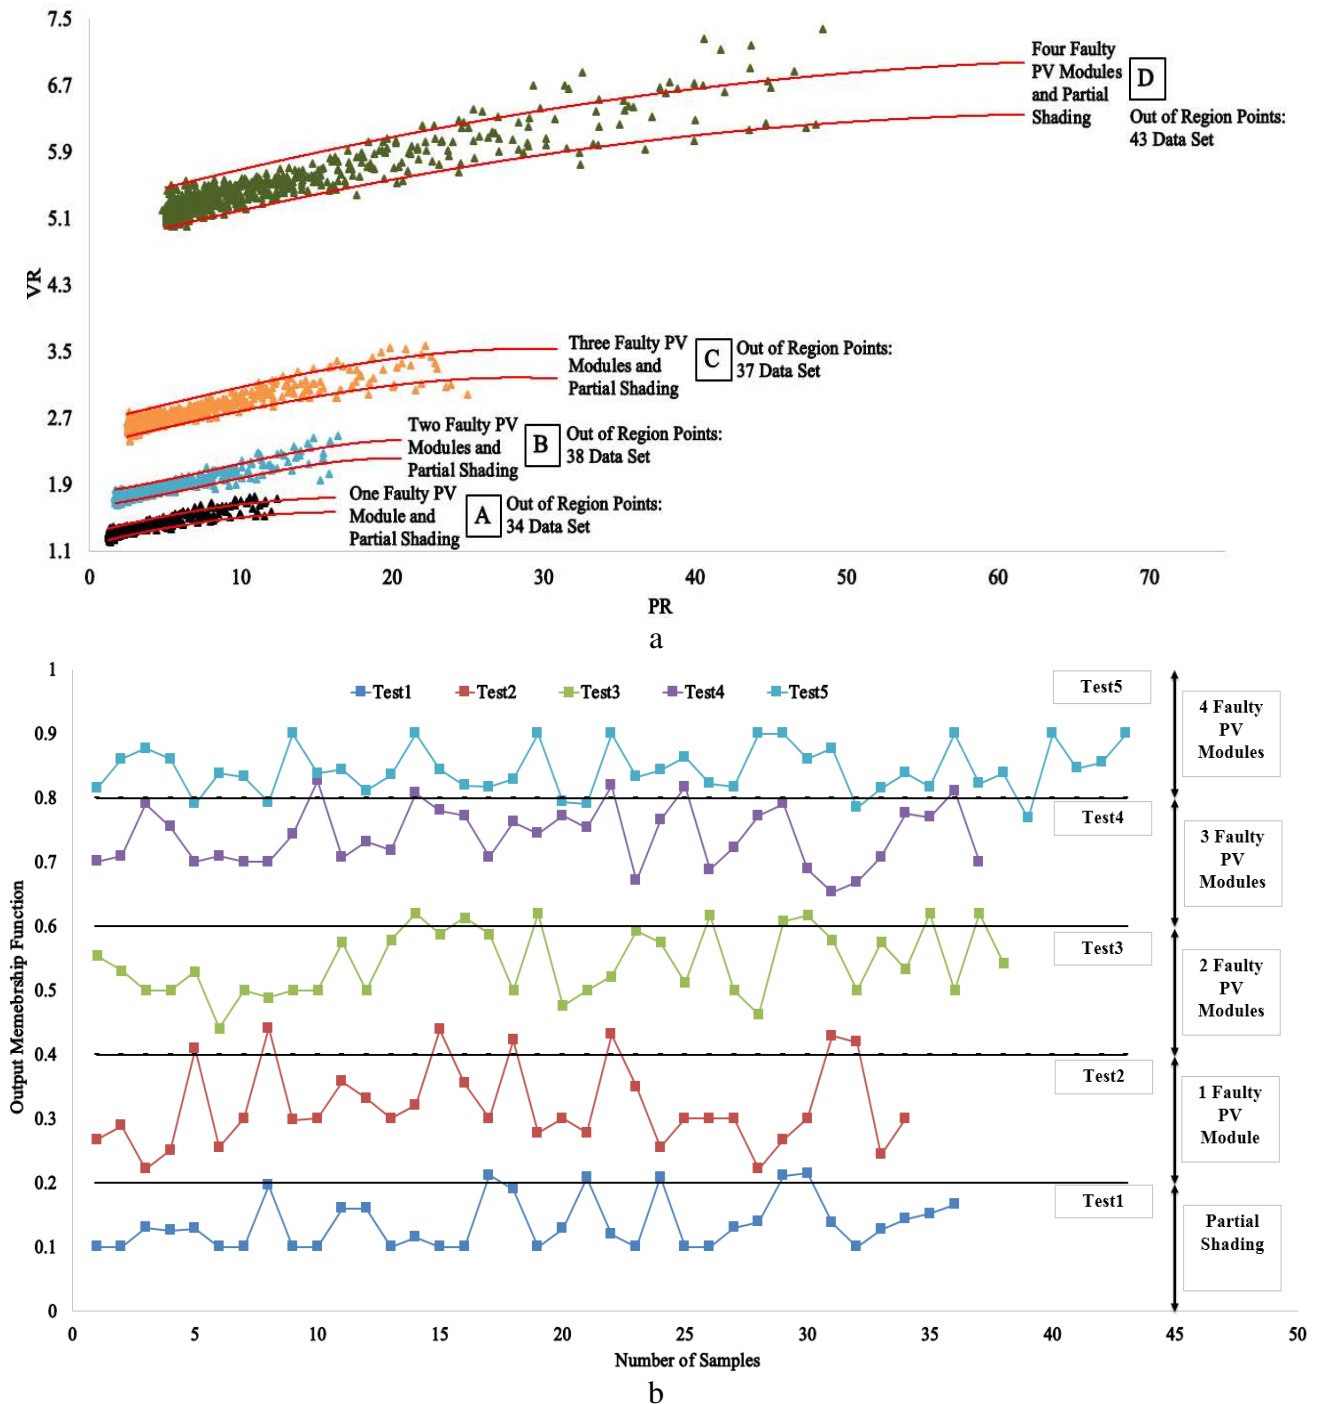 7.5
6.7
5.9
5.1
4.3
3.5
2.7
1.9
1.1
VR
0 10 20 30 40 50 60 70
PR
Four Faulty
PV Modules
and Partial
Shading
D
Out of Region Points:
43 Data Set
Three Faulty PV
Modules and
Partial Shading
C
Out of Region Points:
37 Data Set
Two Faulty PV
Modules and
Partial Shading
B
Out of Region Points:
38 Data Set
One Faulty PV
Module and
Partial Shading
A
Out of Region Points:
34 Data Set
a
1
0.9
0.8
0.7
0.6
0.5
0.4
0.3
0.2
0.1
0
Output Memebrship Function
Test1 Test2 Test3 Test4 Test5
Test5
4 Faulty
PV
Modules
Test4
3 Faulty
PV
Modules
Test3
2 Faulty
PV
Modules
Test2
1 Faulty
PV
Module
Test1
Partial
Shading
0 5 10 15 20 25 30 35 40 45 50
Number of Samples
b